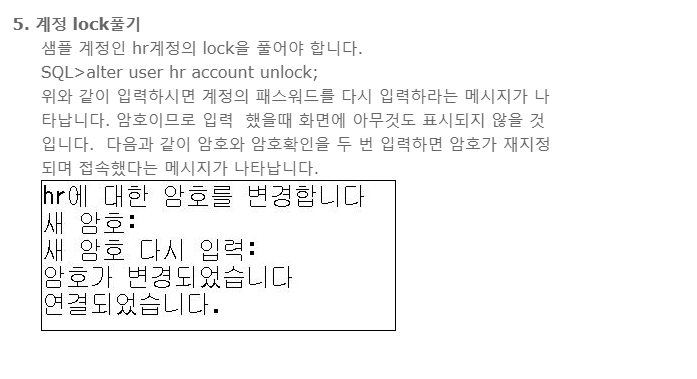 5. 계정 lock풀기
샘플 계정인 hr계정의 lock을 풀어야 합니다.
SQL>alter user hr account unlock;
위와 같이 입력하시면 계정의 패스워드를 다시 입력하라는 메시지가 나
타납니다. 암호이므로 입력  했을때 화면에 아무것도 표시되지 않을 것
입니다.  다음과 같이 암호와 암호확인을 두 번 입력하면 암호가 재지정
되며 접속했다는 메시지가 나타납니다.
hr에 대한 암호를 변경합니다
새 암호:
새 암호 다시 입력:
암호가 변경되었습니다
연결되었습니다.